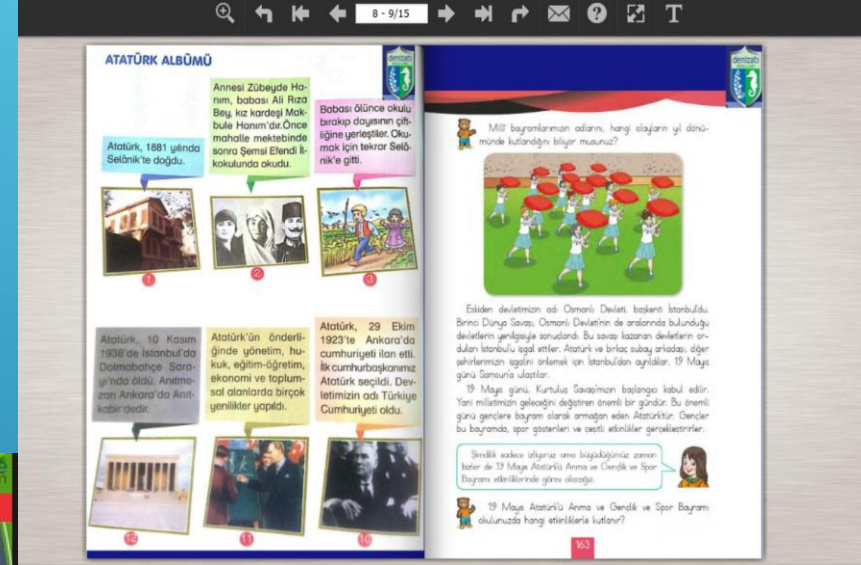 8 - 9/15
T
ATATÜRK ALBÜMÜ
denizatı
Atatürk, 1881 yılında
Selânik'te doğdu.
1
Annesi Zübeyde Ha-
nım, babası Ali Rıza
Bey, kız kardeşi Mak-
bule Hanım'dır.Önce
mahalle mektebinde
sonra Şemsi Efendi İl-
kokulunda okudu.
2
Babası ölünce okulu
bırakıp dayısının çift-
liğine yerleştiler. Oku-
mak için tekrar Selâ-
nik'e gitti.
3
Atatürk, 10 Kasım
1938'de İstanbul'da
Dolmabahçe Sara-
yı'nda öldü. Anıtme-
zarı Ankara'da Anıt-
kabir'dedir.
12
Atatürk'ün önderli-
ğinde yönetim, hu-
kuk, eğitim-öğretim,
ekonomi ve toplum-
sal alanlarda birçok
yenilikler yapıldı.
11
Atatürk, 29 Ekim
1923'te Ankara'da
cumhuriyeti ilan etti.
İlk cumhurbaşkanımız
Atatürk seçildi. Dev-
letimizin adı Türkiye
Cumhuriyeti oldu.
10
denizatı
Millî bayramlarımızın adlarını, hangi olayların yıl dönü-
münde kutlandığını biliyor musunuz?
Eskiden devletimizin adı Osmanlı Devleti, başkenti İstanbul'du.
Birinci Dünya Savaşı, Osmanlı Devleti'nin de aralarında bulunduğu
devletlerin yenilgisiyle sonuçlandı. Bu savaşı kazanan devletlerin or-
duları İstanbul'u işgal ettiler. Atatürk ve birkaç subay arkadaşı, diğer
şehirlerimizin işgalini önlemek için İstanbul'dan ayrıldılar. 19 Mayıs
günü Samsun'a ulaştılar.
19 Mayıs günü, Kurtuluş Savaşı'mızın başlangıcı kabul edilir.
Yani milletimizin geleceğini değiştiren önemli bir gündür. Bu önemli
günü gençlere bayram olarak armağan eden Atatürk'tür. Gençler
bu bayramda, spor gösterileri ve çeşitli etkinlikler gerçekleştirirler.
Şimdilik sadece izliyoruz ama büyüdüğümüz zaman
bizler de 19 Mayıs Atatürk'ü Anma ve Gençlik ve Spor
Bayramı etkinliklerinde görev alacağız.
19 Mayıs Atatürk'ü Anma ve Gençlik ve Spor Bayramı
okulunuzda hangi etkinliklerle kutlanır?
163